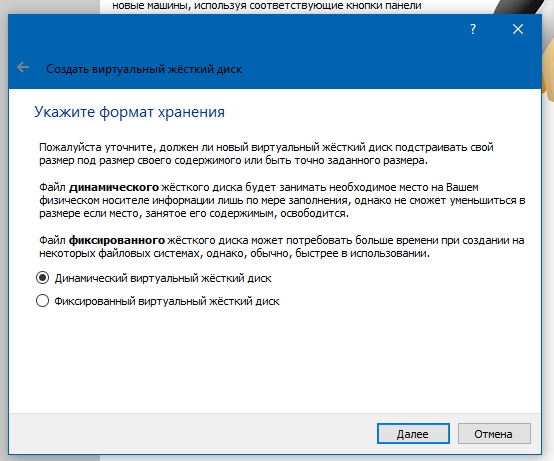 новые машины, используя соответствующие кнопки панели
?
Создать виртуальный жёсткий диск
Укажите формат хранения
Пожалуйста уточните, должен ли новый виртуальный жёсткий диск подстраивать свой
размер под размер своего содержимого или быть точно заданного размера.
Файл динамического жёсткого диска будет занимать необходимое место на Вашем
физическом носителе информации лишь по мере заполнения, однако не сможет уменьшиться в
размере если место, занятое его содержимым, освободится.
Файл фиксированного жёсткого диска может потребовать больше времени при создании на
некоторых файловых системах, однако, обычно, быстрее в использовании.
Динамический виртуальный жёсткий диск
Фиксированный виртуальный жёсткий диск
Далее
Отмена